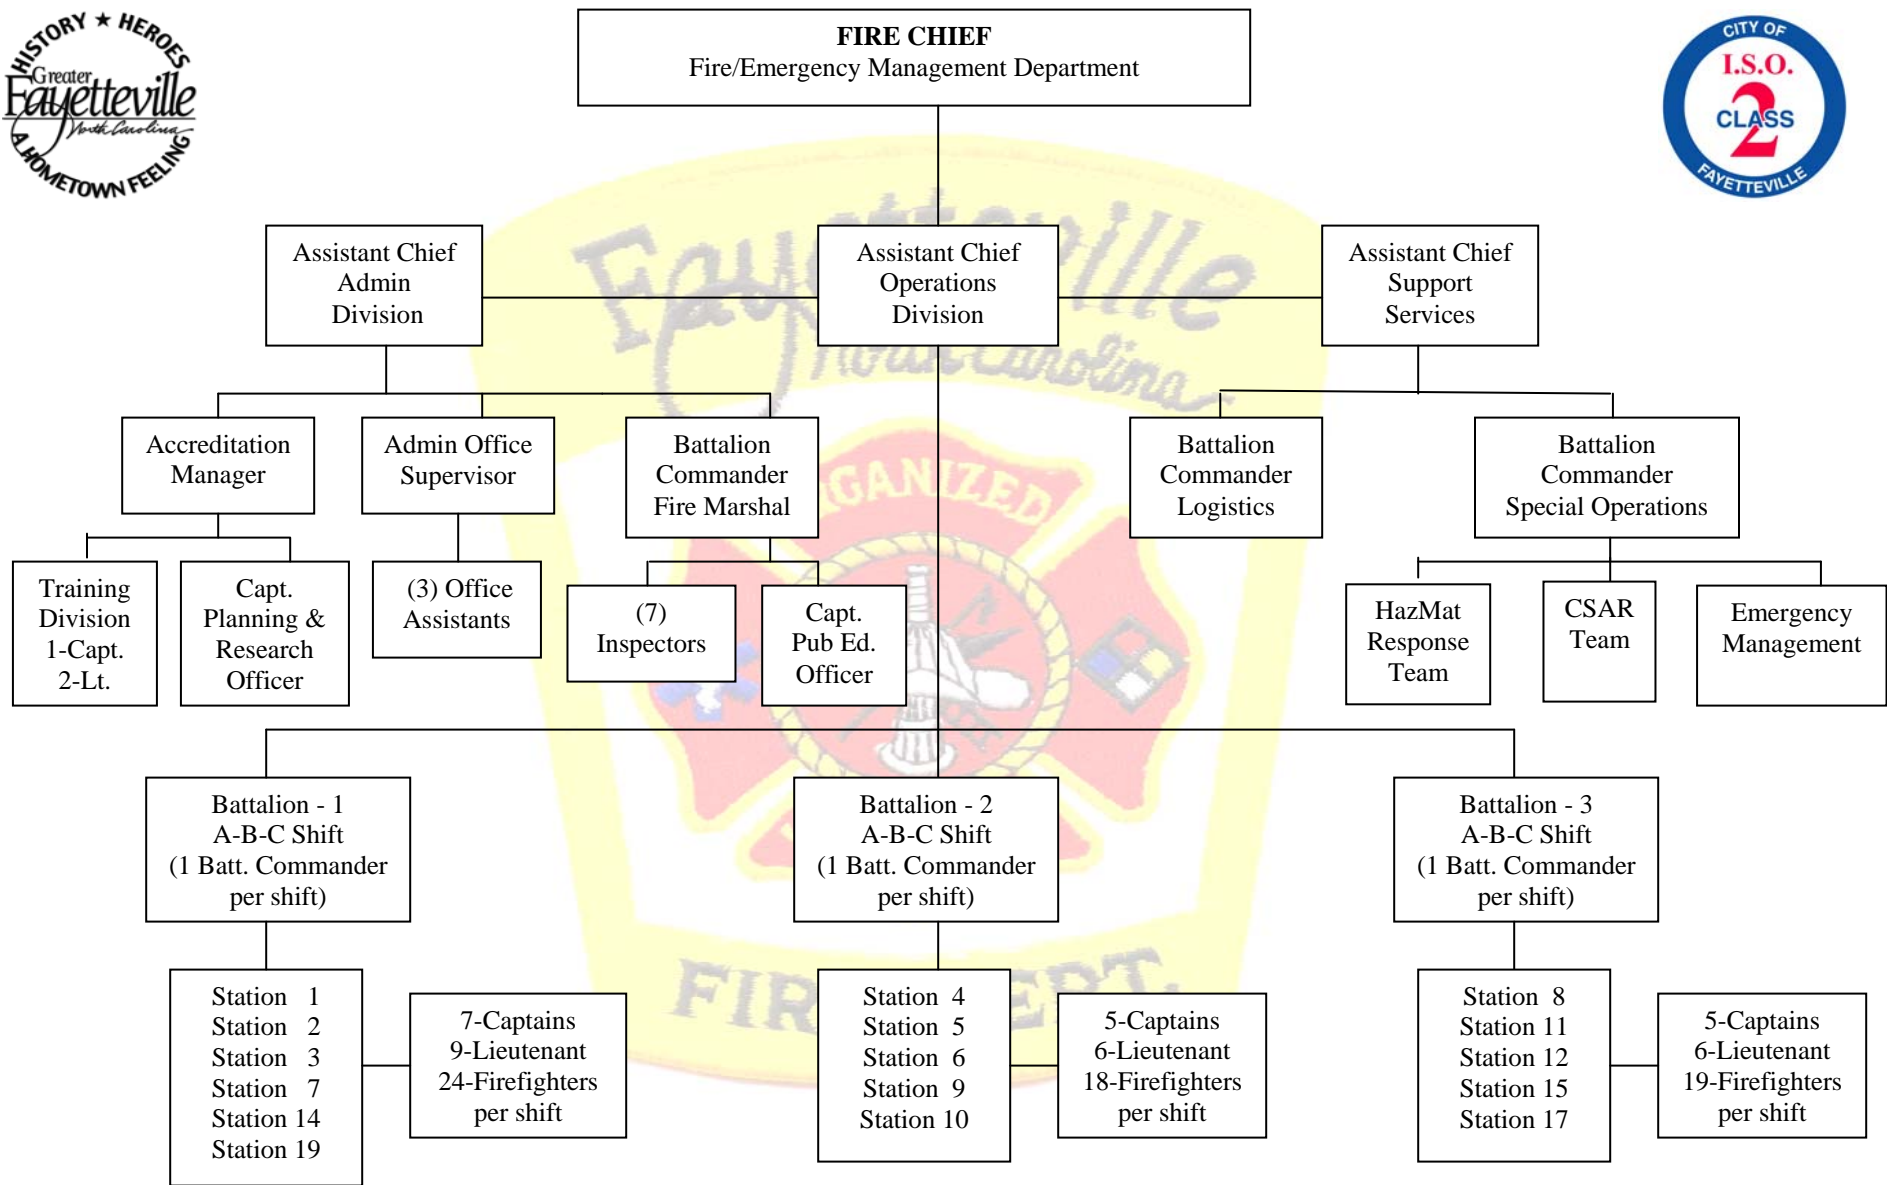 HISTORY ★ HEROES
Greater
Fayetteville
North Carolina
A HOMETOWN FEELING
FIRE CHIEF
Fire/Emergency Management Department
CITY OF
I.S.O.
2
CLASS
FAYETTEVILLE
Fayetteville
North Carolina
Assistant Chief
Admin
Division
Assistant Chief
Operations
Division
Assistant Chief
Support
Services
Accreditation
Manager
Admin Office
Supervisor
Battalion
Commander
Fire Marshal
Battalion
Commander
Logistics
Battalion
Commander
Special Operations
ORGANIZED
Training
Division
1-Capt.
2-Lt.
Capt.
Planning &
Research
Officer
(3) Office
Assistants
(7)
Inspectors
Capt.
Pub Ed.
Officer
HazMat
Response
Team
CSAR
Team
Emergency
Management
Battalion - 1
A-B-C Shift
(1 Batt. Commander
per shift)
Battalion - 2
A-B-C Shift
(1 Batt. Commander
per shift)
Battalion - 3
A-B-C Shift
(1 Batt. Commander
per shift)
FIRE DEPT.
Station 1
Station 2
Station 3
Station 7
Station 14
Station 19
7-Captains
9-Lieutenant
24-Firefighters
per shift
Station 4
Station 5
Station 6
Station 9
Station 10
5-Captains
6-Lieutenant
18-Firefighters
per shift
Station 8
Station 11
Station 12
Station 15
Station 17
5-Captains
6-Lieutenant
19-Firefighters
per shift